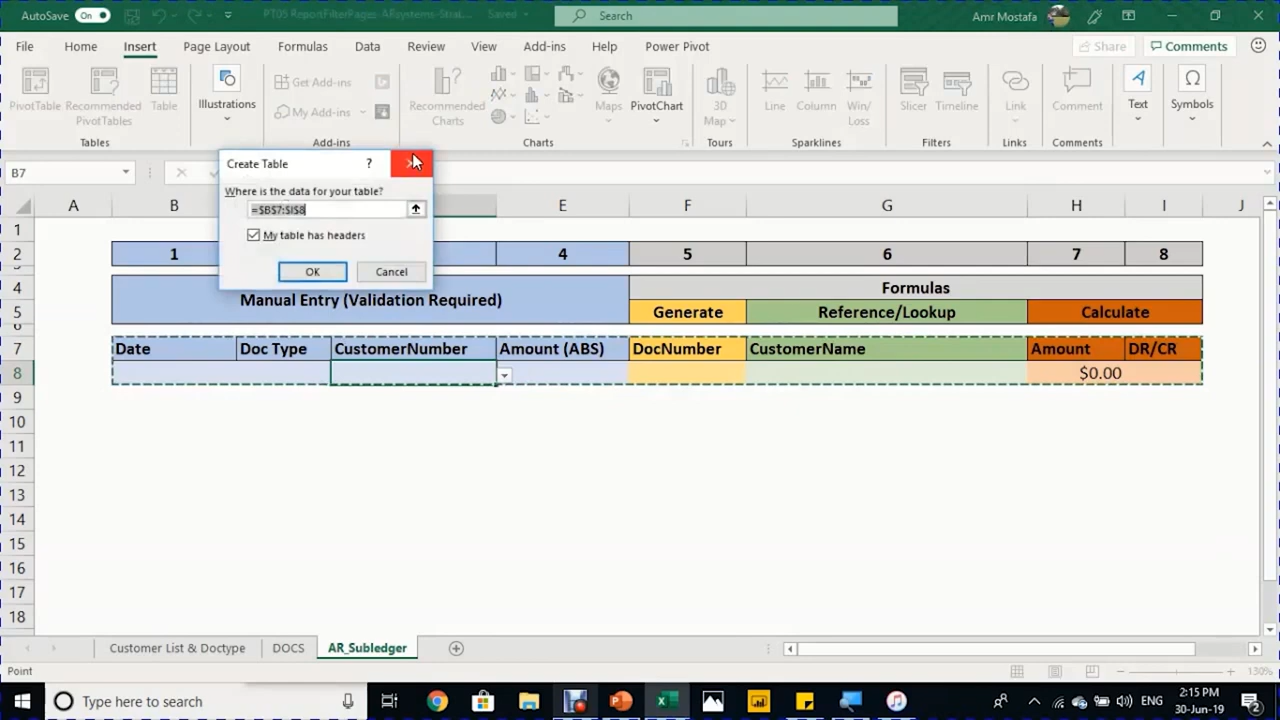 AutoSave On PT05 ReportFilterPages-ARsystems-Strat... Saved Search Amr Mostafa
File Home Insert Page Layout Formulas Data Review View Add-ins Help Power Pivot Share Comments
PivotTable Recommended PivotTables Table Illustrations Get Add-ins My Add-ins Recommended Charts Maps PivotChart 3D Map Line Column Win/Loss Slicer Timeline Link Comment Text Symbols
Tables Add-ins Charts Tours Sparklines Filters Links Comments
B7
Create Table ?
Where is the data for your table?
=$B$7:$I$8
My table has headers
OK Cancel
A B E F G H I J
1
2 1 4 5 6 7 8
4 Manual Entry (Validation Required) Formulas
5 Generate Reference/Lookup Calculate
6
7 Date Doc Type CustomerNumber Amount (ABS) DocNumber CustomerName Amount DR/CR
8 $0.00
9
10
11
12
13
14
15
16
17
18
Customer List & Doctype DOCS AR_Subledger
Point 130%
Type here to search ENG 2:15 PM
30-Jun-19 2